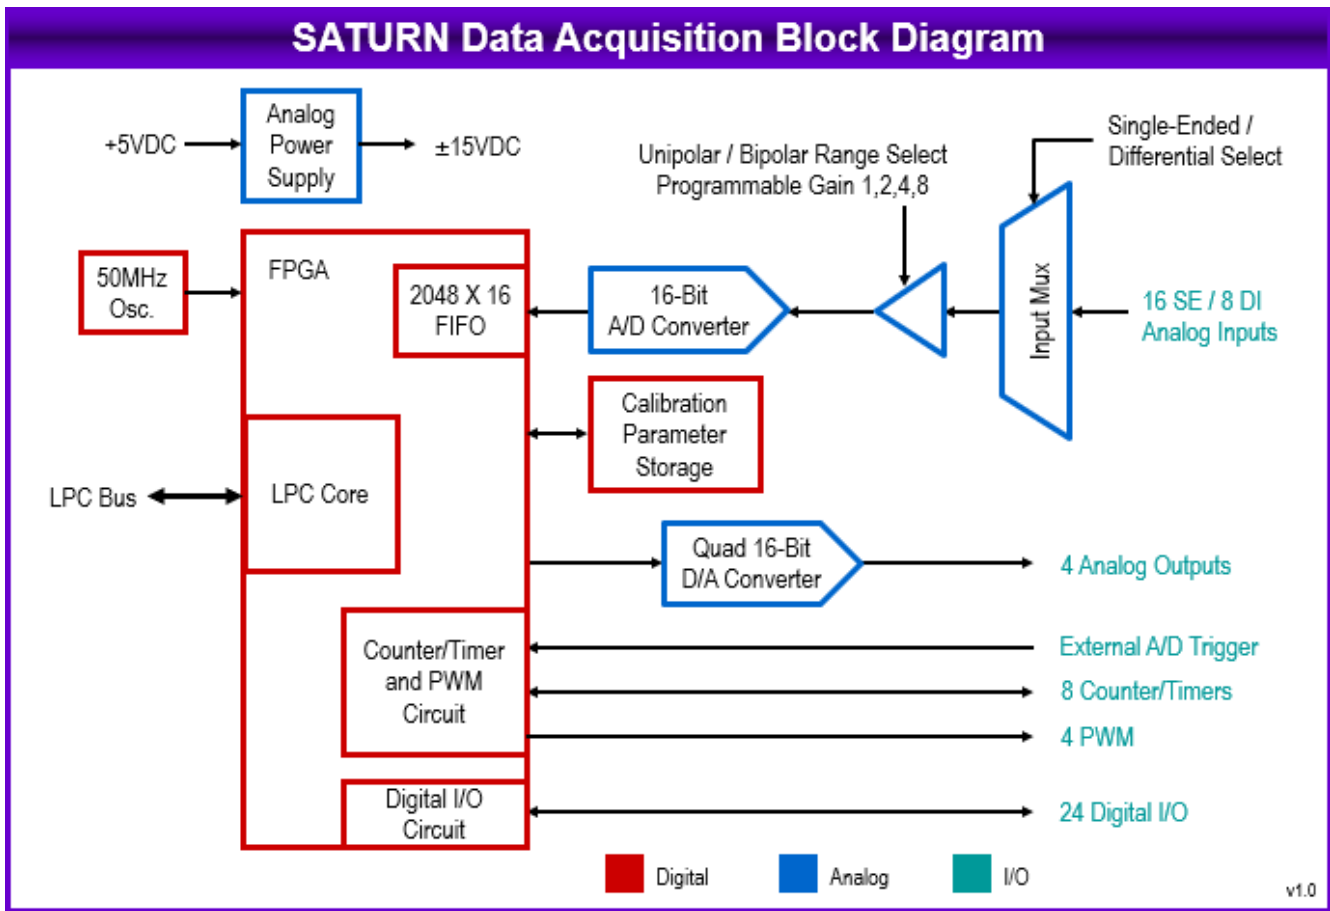 SATURN Data Acquisition Block Diagram
+5VDC
Analog
Power
Supply
±15VDC
Unipolar / Bipolar Range Select
Programmable Gain 1,2,4,8
Single-Ended /
Differential Select
50MHz
Osc.
FPGA
2048 X 16
FIFO
16-Bit
A/D Converter
Input Mux
16 SE / 8 DI
Analog Inputs
Calibration
Parameter
Storage
LPC Bus
LPC Core
Quad 16-Bit
D/A Converter
4 Analog Outputs
Counter/Timer
and PWM
Circuit
External A/D Trigger
8 Counter/Timers
4 PWM
Digital I/O
Circuit
24 Digital I/O
Digital
Analog
I/O
v1.0